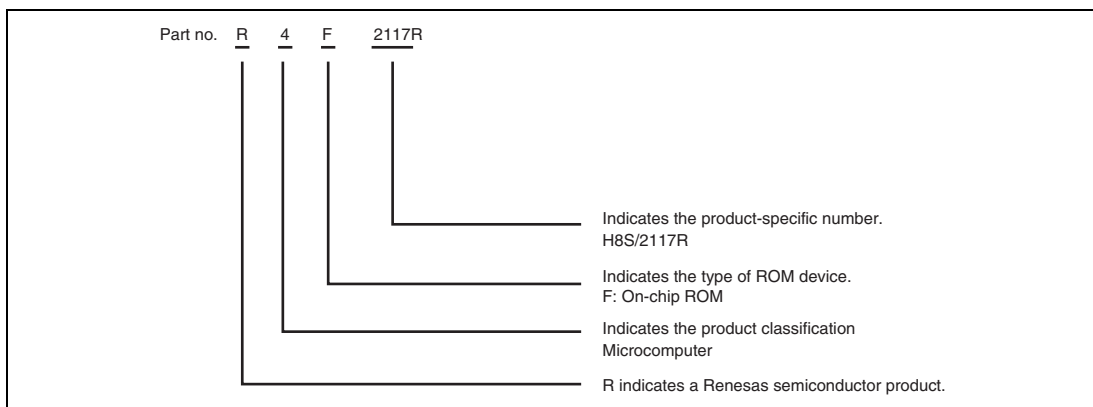 Part no. R 4 F 2117R
Indicates the product-specific number.
H8S/2117R
Indicates the type of ROM device.
F: On-chip ROM
Indicates the product classification
Microcomputer
R indicates a Renesas semiconductor product.